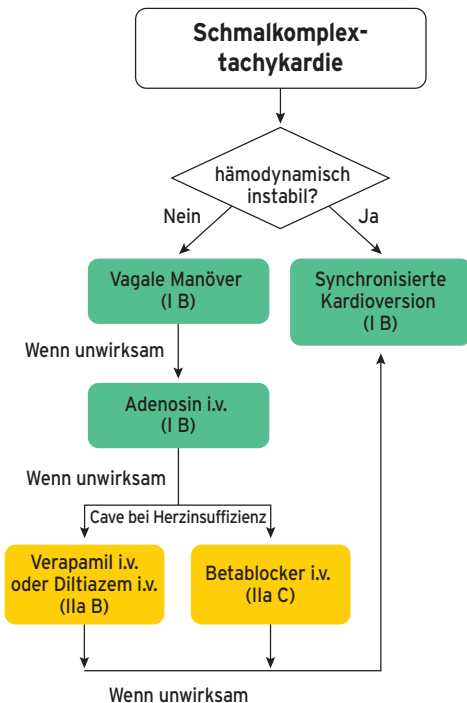 Schmalkomplex-
tachykardie
hämodynamisch
instabil?
Nein
Ja
Vagale Manöver
(I B)
Synchronisierte
Kardioversion
(I B)
Wenn unwirksam
Adenosin i.v.
(I B)
Wenn unwirksam
Cave bei Herzinsuffizienz
Verapamil i.v.
oder Diltiazem i.v.
(IIa B)
Betablocker i.v.
(IIa C)
Wenn unwirksam